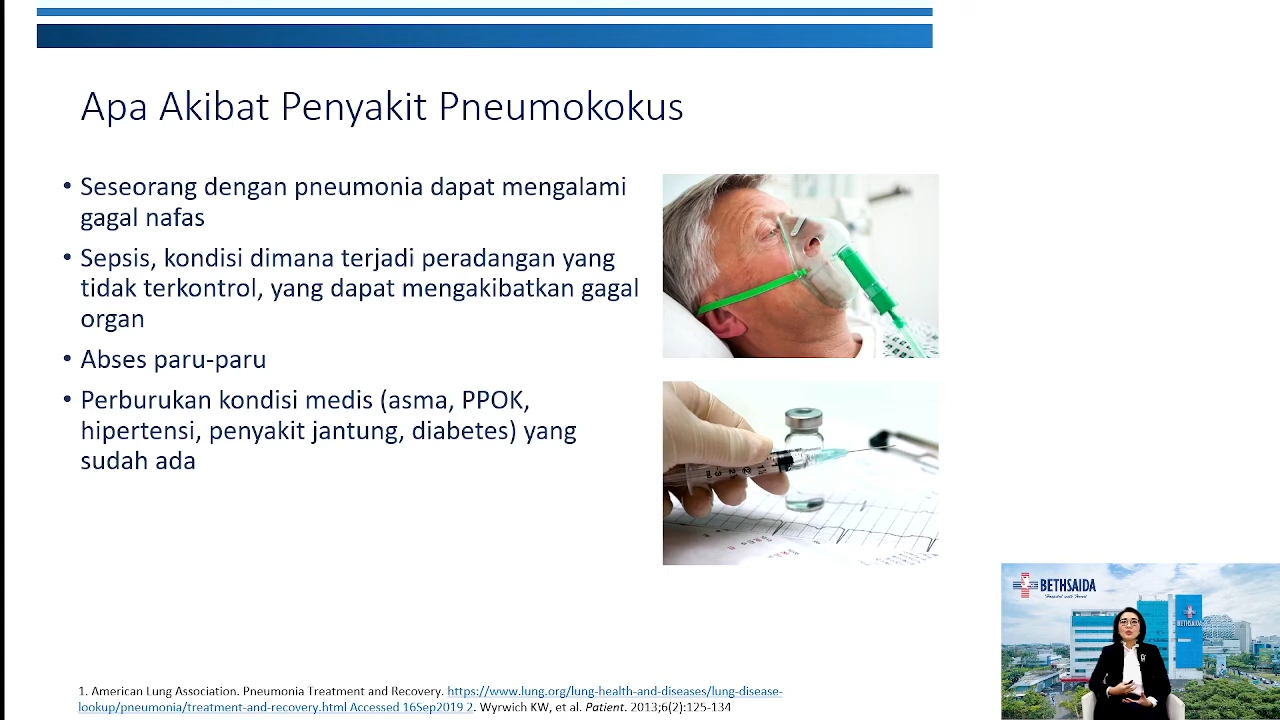 Apa Akibat Penyakit Pneumokokus
• Seseorang dengan pneumonia dapat mengalami
gagal nafas
• Sepsis, kondisi dimana terjadi peradangan yang
tidak terkontrol, yang dapat mengakibatkan gagal
organ
• Abses paru-paru
• Perburukan kondisi medis (asma, PPOK,
hipertensi, penyakit jantung, diabetes) yang
sudah ada
1. American Lung Association. Pneumonia Treatment and Recovery. https://www.lung.org/lung-health-and-diseases/lung-disease-
lookup/pneumonia/treatment-and-recovery.html Accessed 16Sep2019 2. Wyrwich KW, et al. Patient. 2013;6(2):125-134
BETHSAIDA
Hospital with Heart
BETHSAIDA